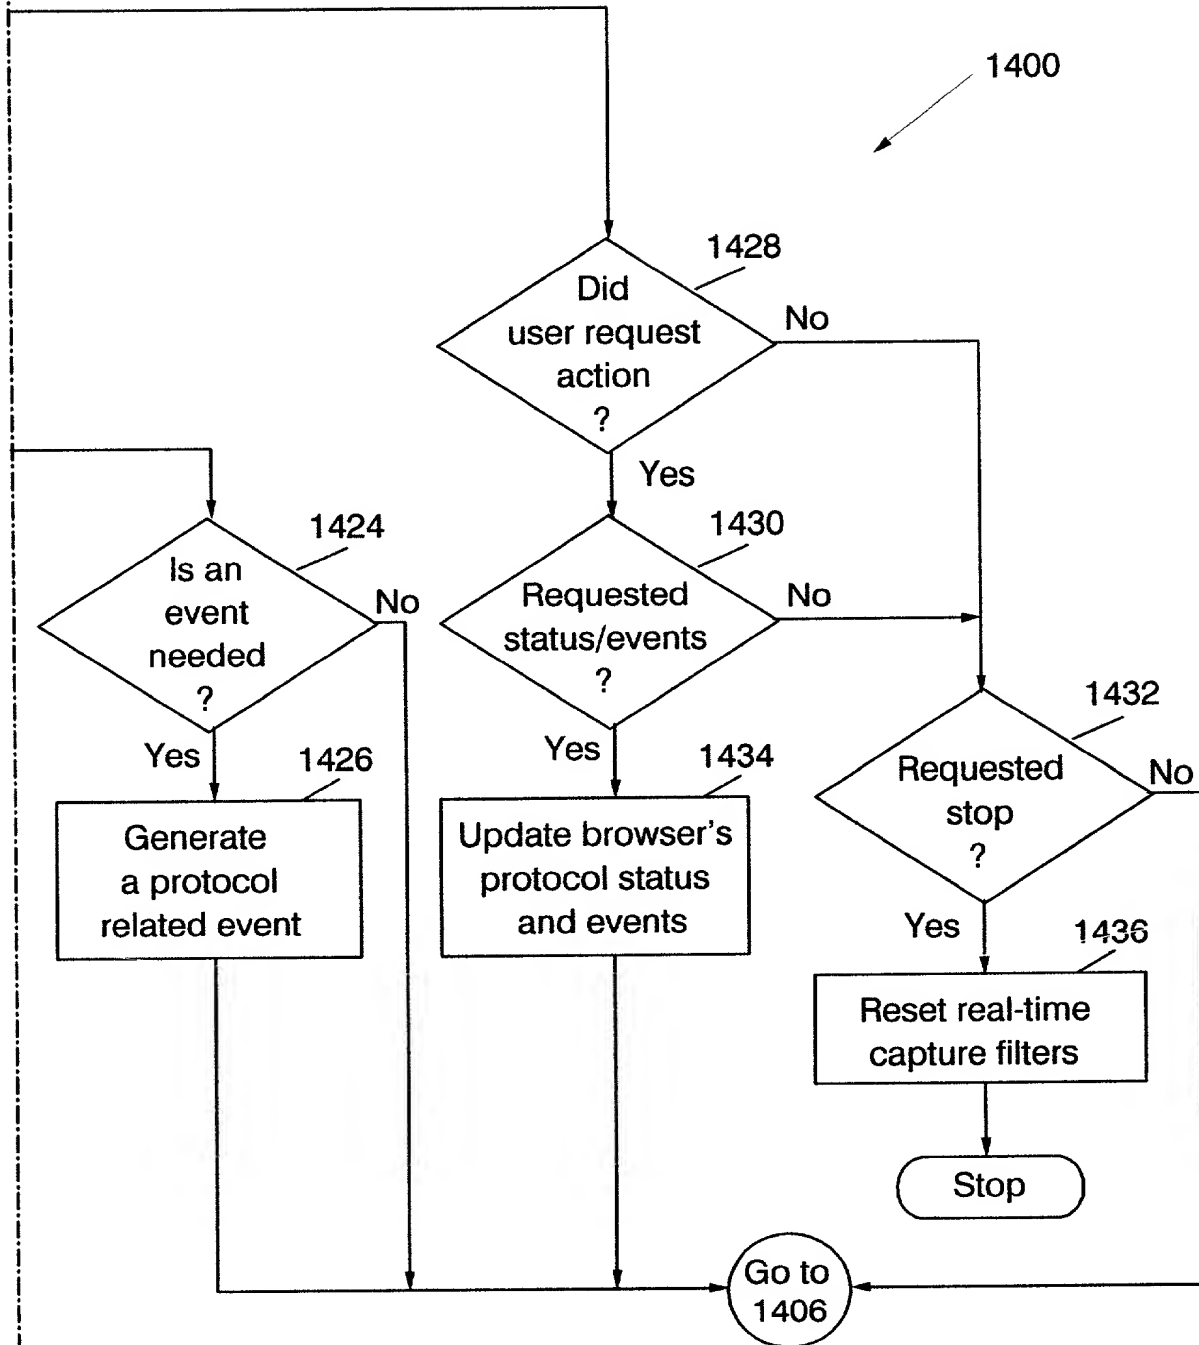 1400
1428
Did
user request
action
?
No
Yes
1424
Is an
event
needed
?
No
Yes
1430
Requested
status/events
?
No
Yes
1432
Requested
stop
?
No
Yes
1426
Generate
a protocol
related event
1434
Update browser's
protocol status
and events
1436
Reset real-time
capture filters
Stop
Go to
1406